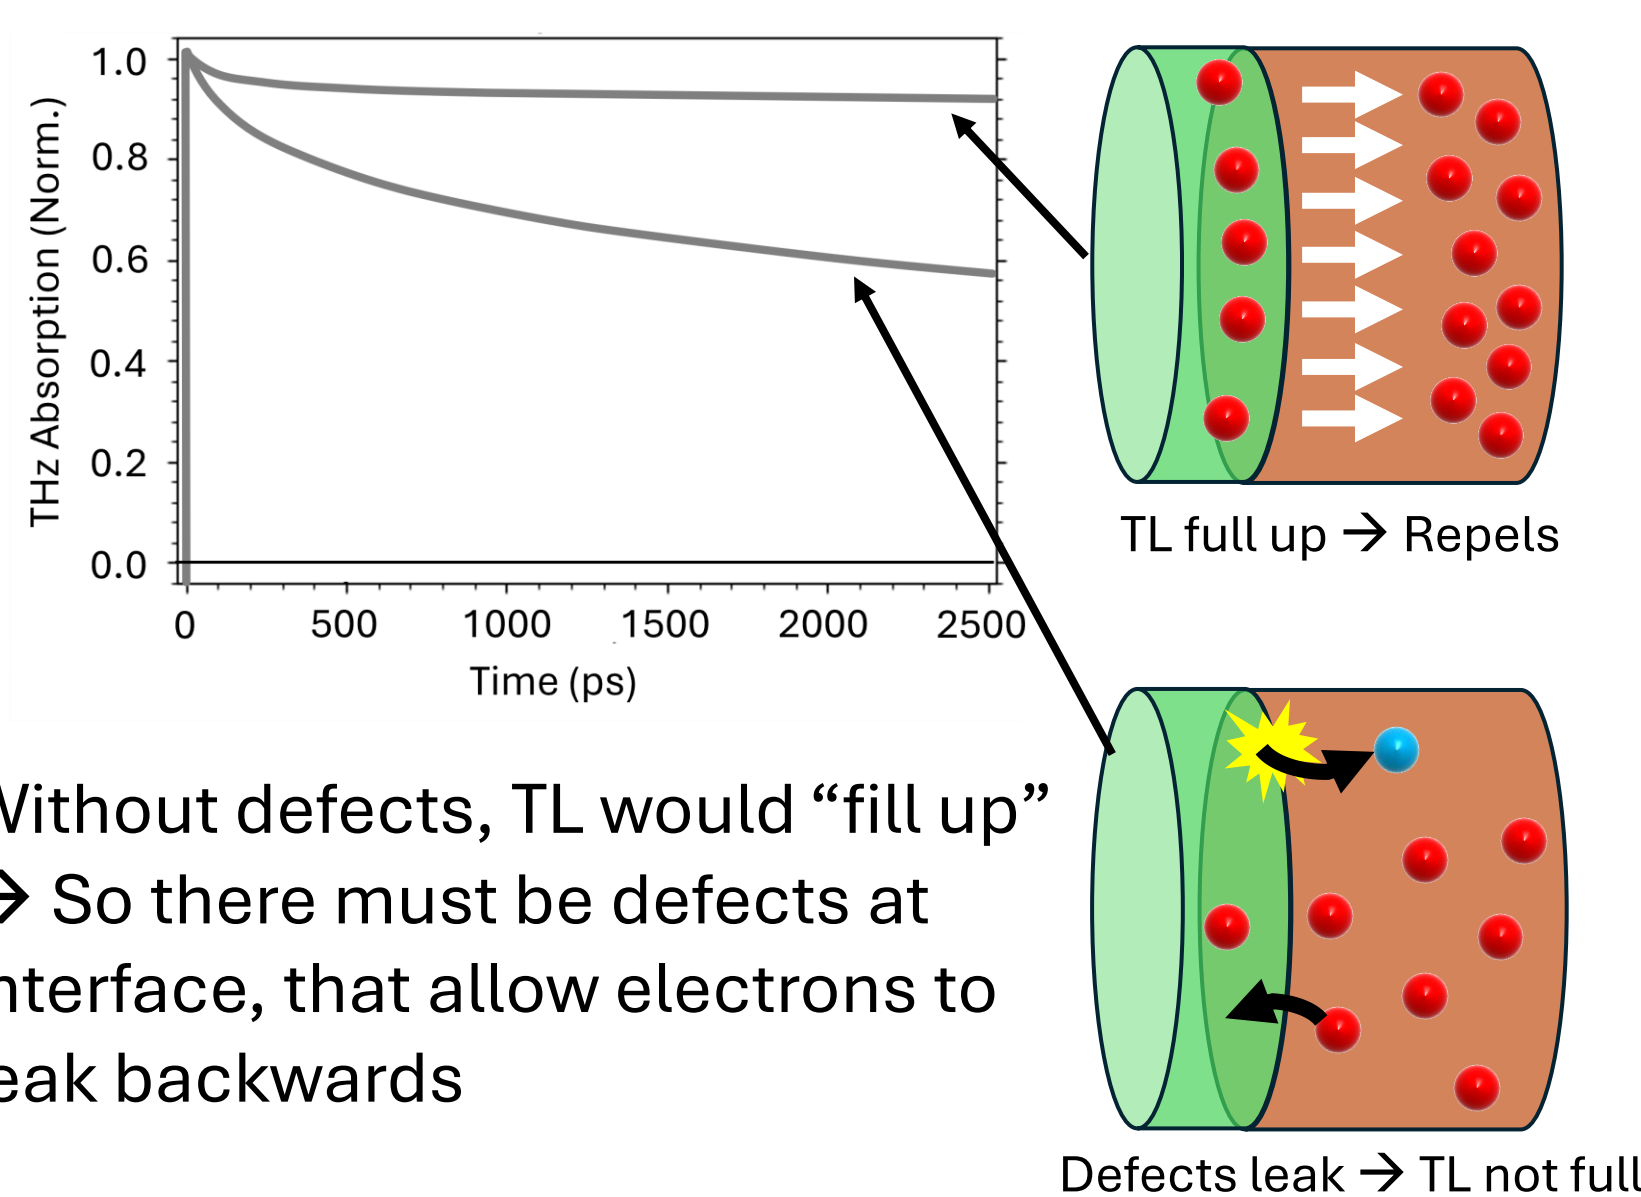 THz Absorption (Norm.)
1.0
0.8
0.6
0.4
0.2
0.0
0 500 1000 1500 2000 2500
Time (ps)
TL full up → Repels
Without defects, TL would “fill up”
→ So there must be defects at
nterface, that allow electrons to
eak backwards
Defects leak → TL not full